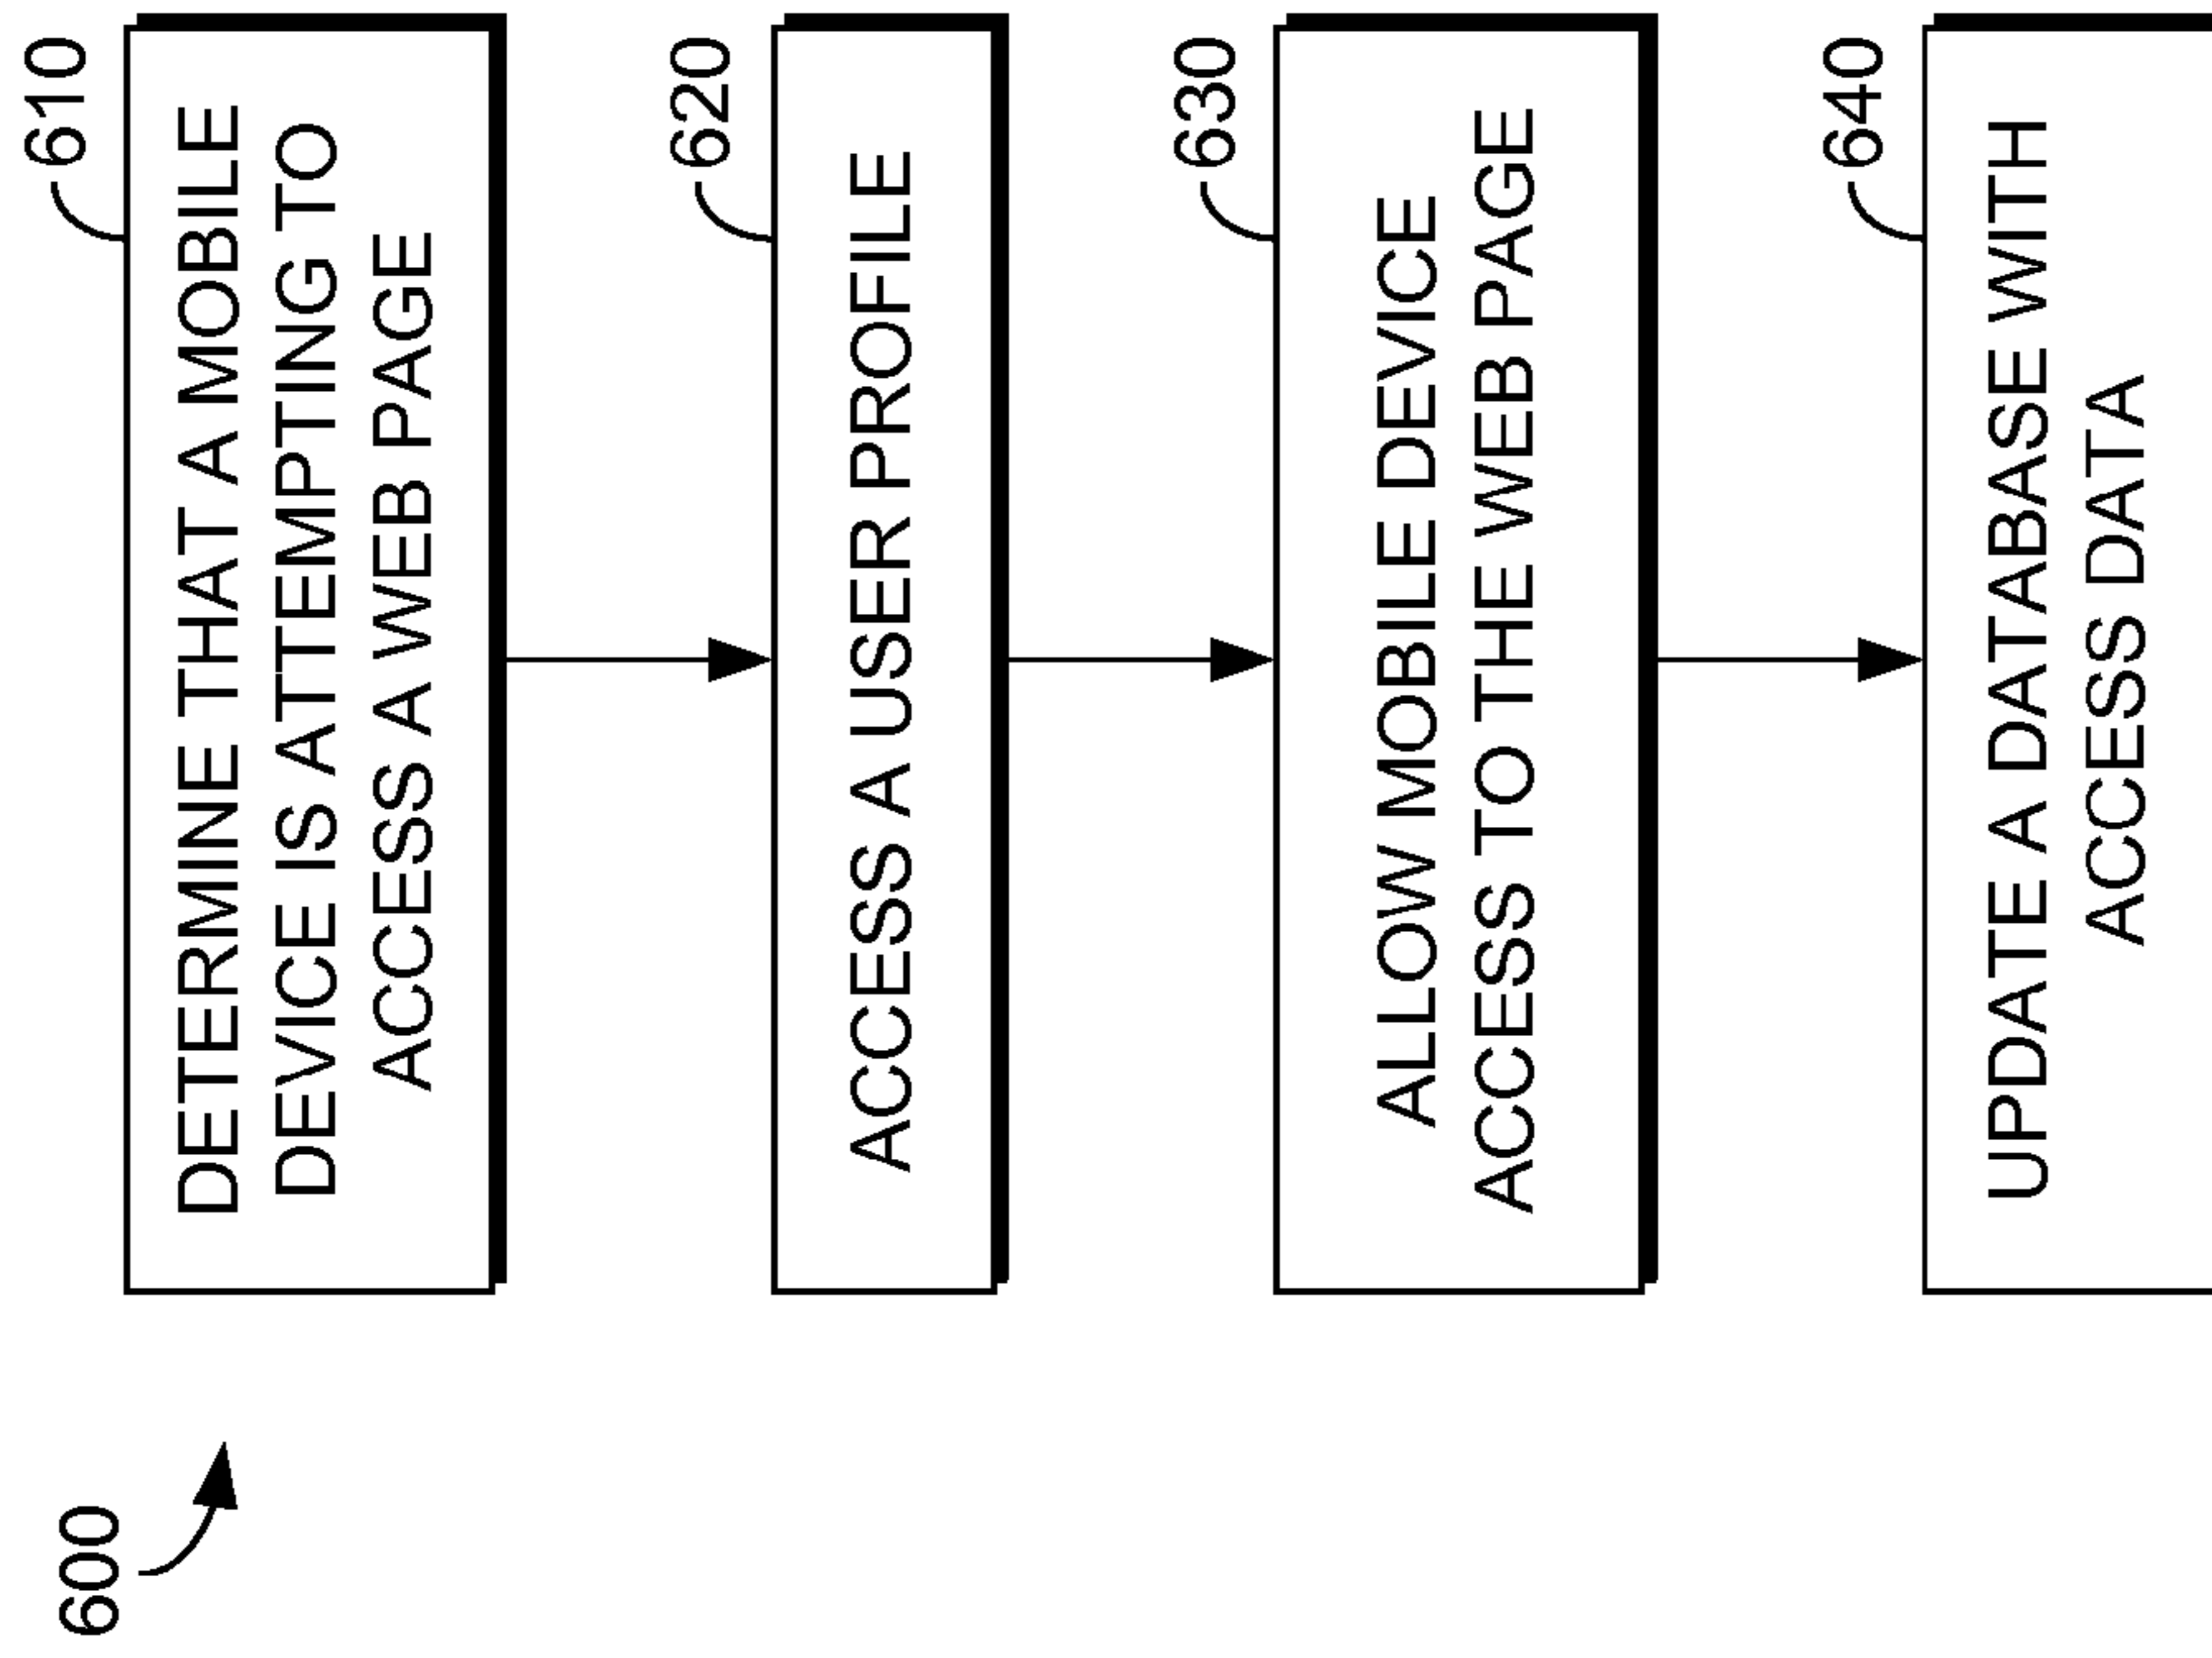 600
610
DETERMINE THAT A MOBILE
DEVICE IS ATTEMPTING TO
ACCESS A WEB PAGE
620
ACCESS A USER PROFILE
630
ALLOW MOBILE DEVICE
ACCESS TO THE WEB PAGE
640
UPDATE A DATABASE WITH
ACCESS DATA